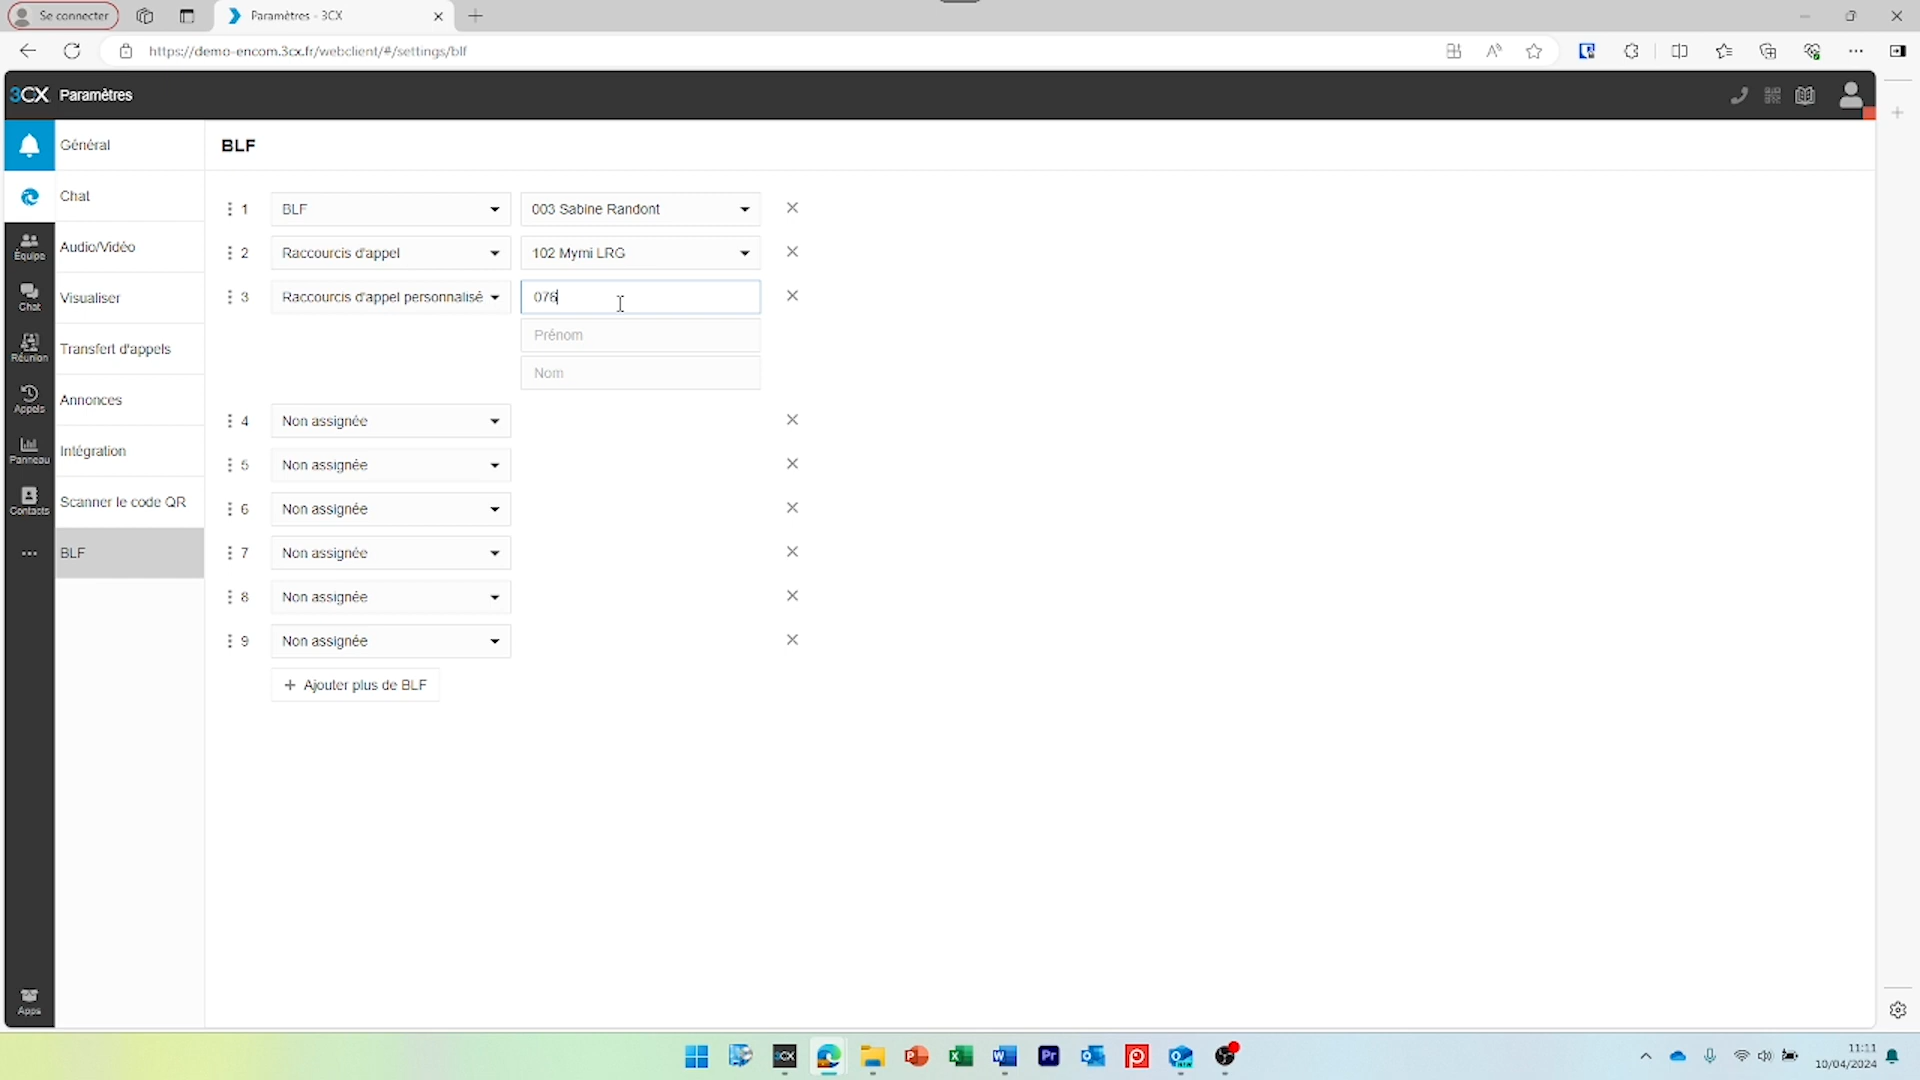 Se connecter
Paramètres - 3CX
https://demo-encom.3cx.fr/webclient/#/settings/blf
3CX Paramètres
Général
Chat
Audio/Vidéo
Visualiser
Transfert d'appels
Annonces
Intégration
Scanner le code QR
BLF
Équipe
Chat
Réunion
Appels
Panneau
Contacts
Apps
BLF
1 BLF 003 Sabine Randont
2 Raccourcis d'appel 102 Mymi LRG
3 Raccourcis d'appel personnalisé 076
Prénom
Nom
4 Non assignée
5 Non assignée
6 Non assignée
7 Non assignée
8 Non assignée
9 Non assignée
+ Ajouter plus de BLF
3CX
Pr
11:11
10/04/2024